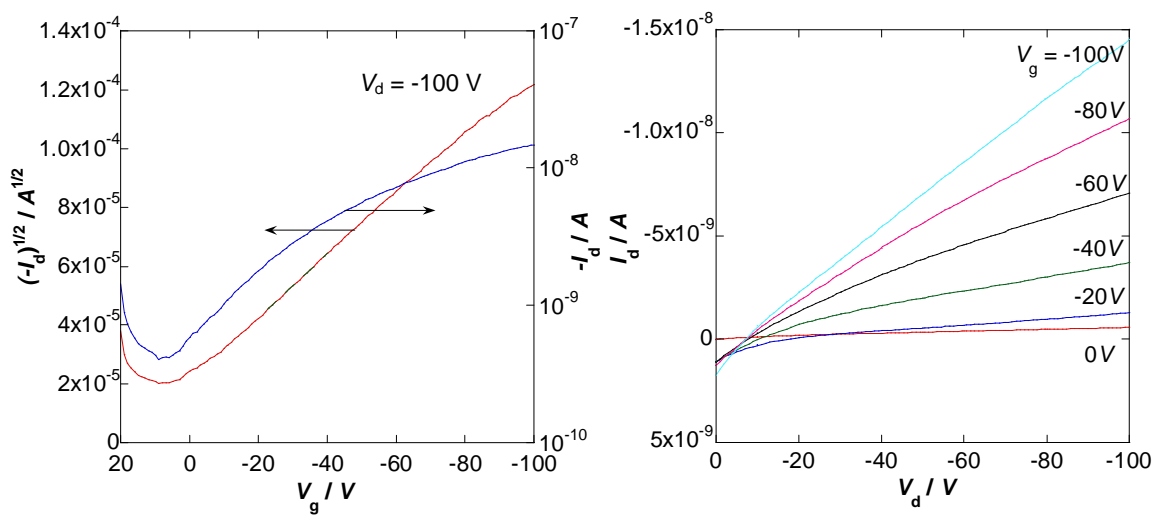 1.4x10-4
1.2x10-4
1.0x10-4
8x10-5
6x10-5
4x10-5
2x10-5
0
(-Id)1/2 / A1/2
Vd = -100 V
10-7
10-8
10-9
10-10
-Id / A
20 0 -20 -40 -60 -80 -100
Vg / V
-1.5x10-8
-1.0x10-8
-5x10-9
0
5x10-9
Id / A
Vg = -100V
-80V
-60V
-40V
-20V
0V
0 -20 -40 -60 -80 -100
Vd / V